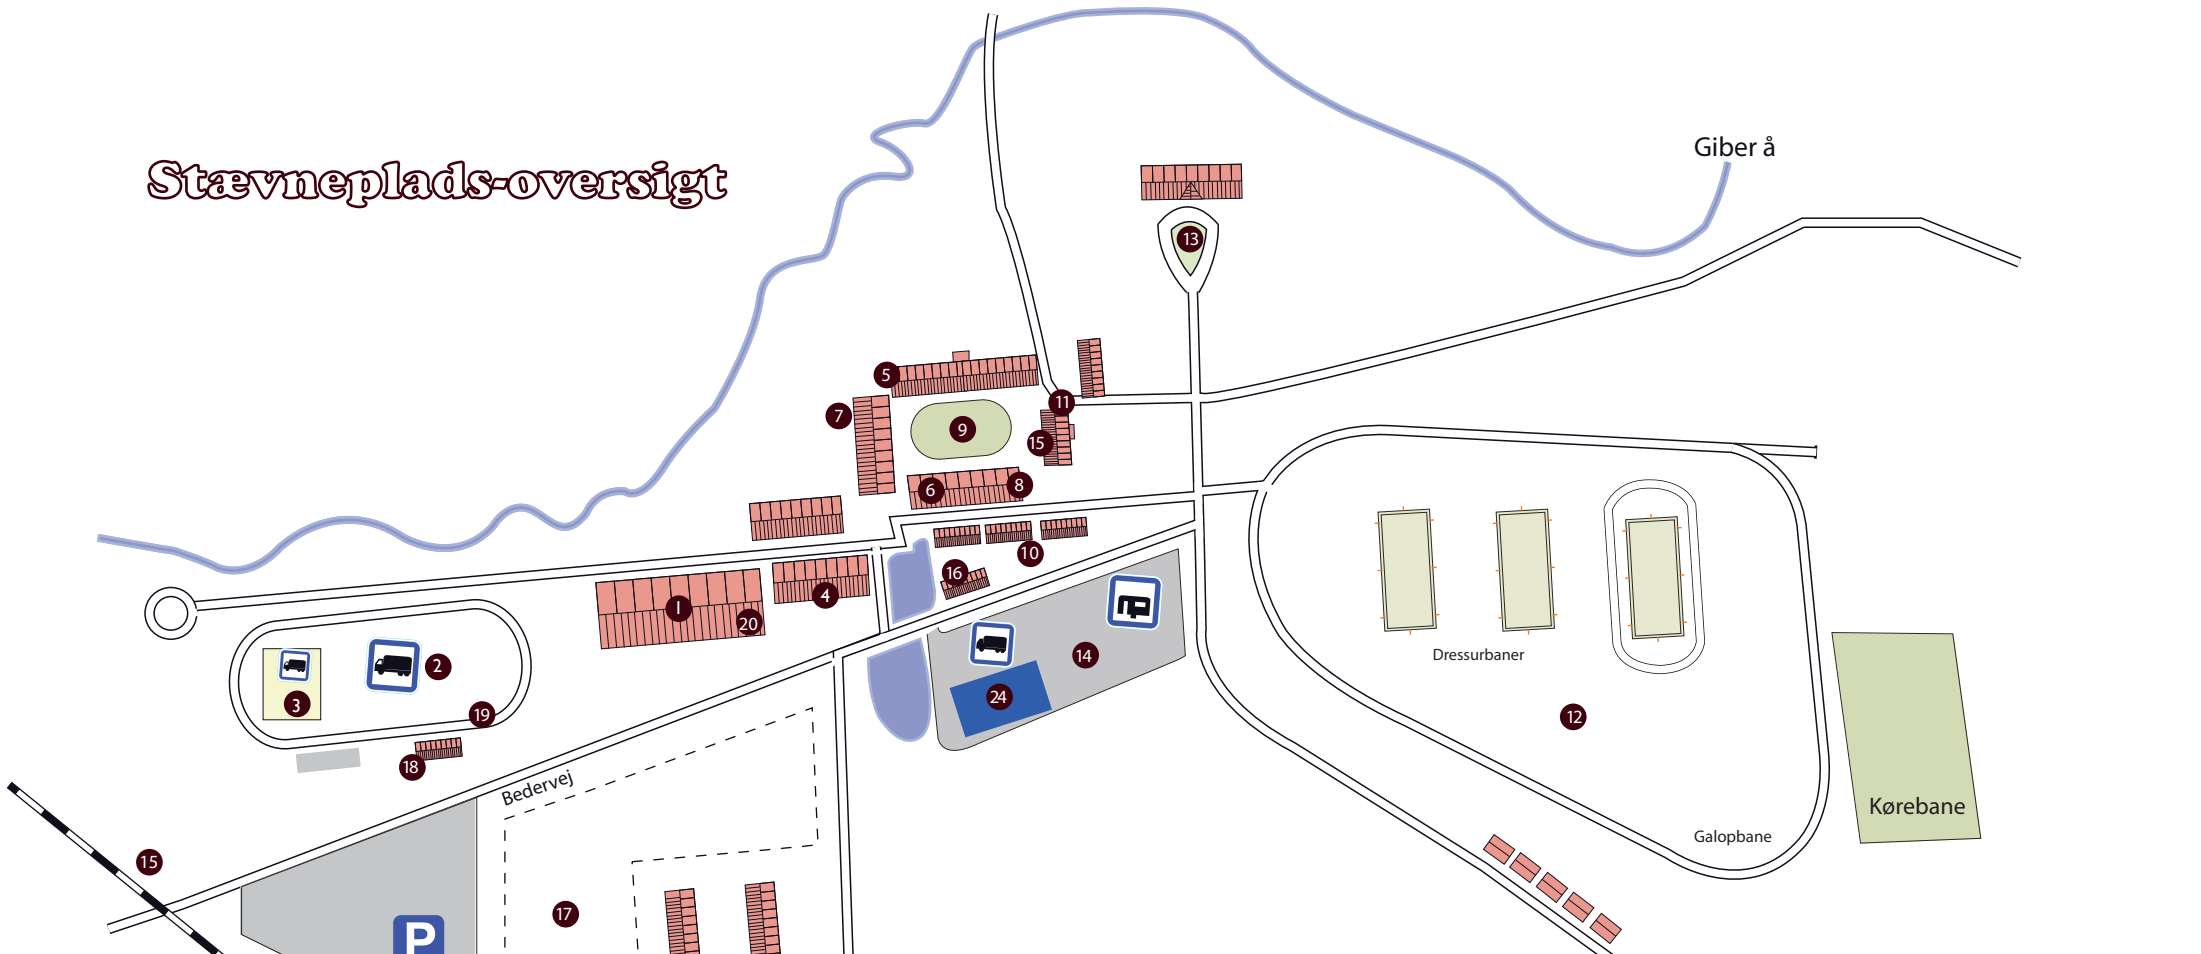 Giber å
Stævneplads-oversigt
13
5
11
7
9
15
6
8
10
16
4
I
20
14
24
2
3
19
18
Dressurbaner
12
Bedervej
Kørebane
Galopbane
15
17
P